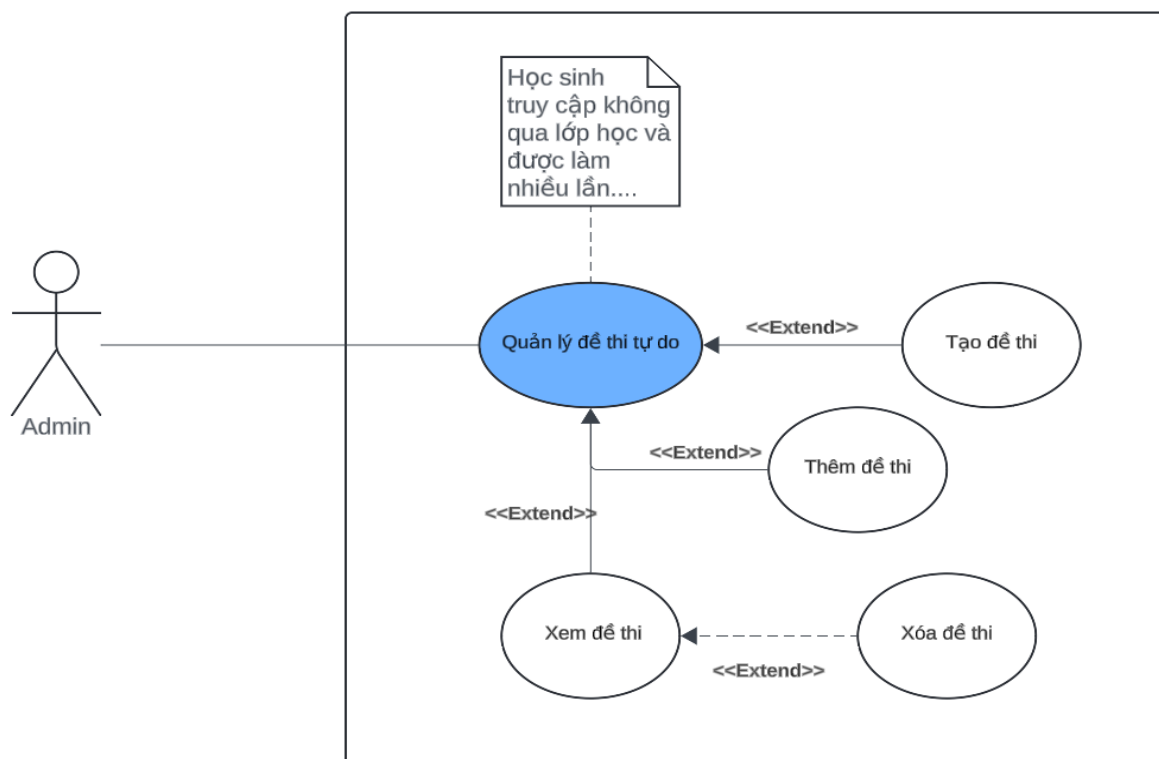 Học sinh
truy cập không
qua lớp học và
được làm
nhiều lần....
Admin
Quản lý đề thi tự do
<<Extend>>
Tạo đề thi
<<Extend>>
Thêm đề thi
<<Extend>>
Xem đề thi
<<Extend>>
Xóa đề thi